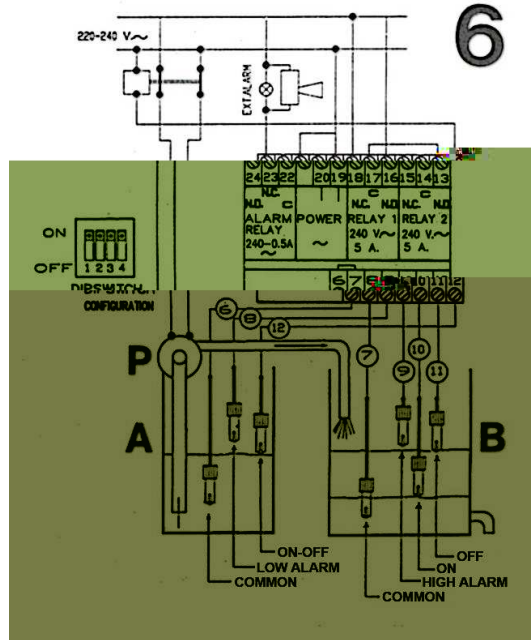 6
220-240 V~
EXT.ALARM
24 23 22 20 19 18 17 16 15 14 13
N.C. C N.C. C N.C.
N.O. C N.C. N.O. N.C. N.O.
ALARM POWER RELAY 1 RELAY 2
RELAY 240 V~ 240 V~
240-0.5A ~ 5 A. 5 A.
~
ON
OFF 1 2 3 4
DIPSWITCH
CONFIGURATION
6 7 8 10 11 12
6
8
12
7
9
10
11
P
A
B
ON-OFF
LOW ALARM
COMMON
OFF
ON
HIGH ALARM
COMMON